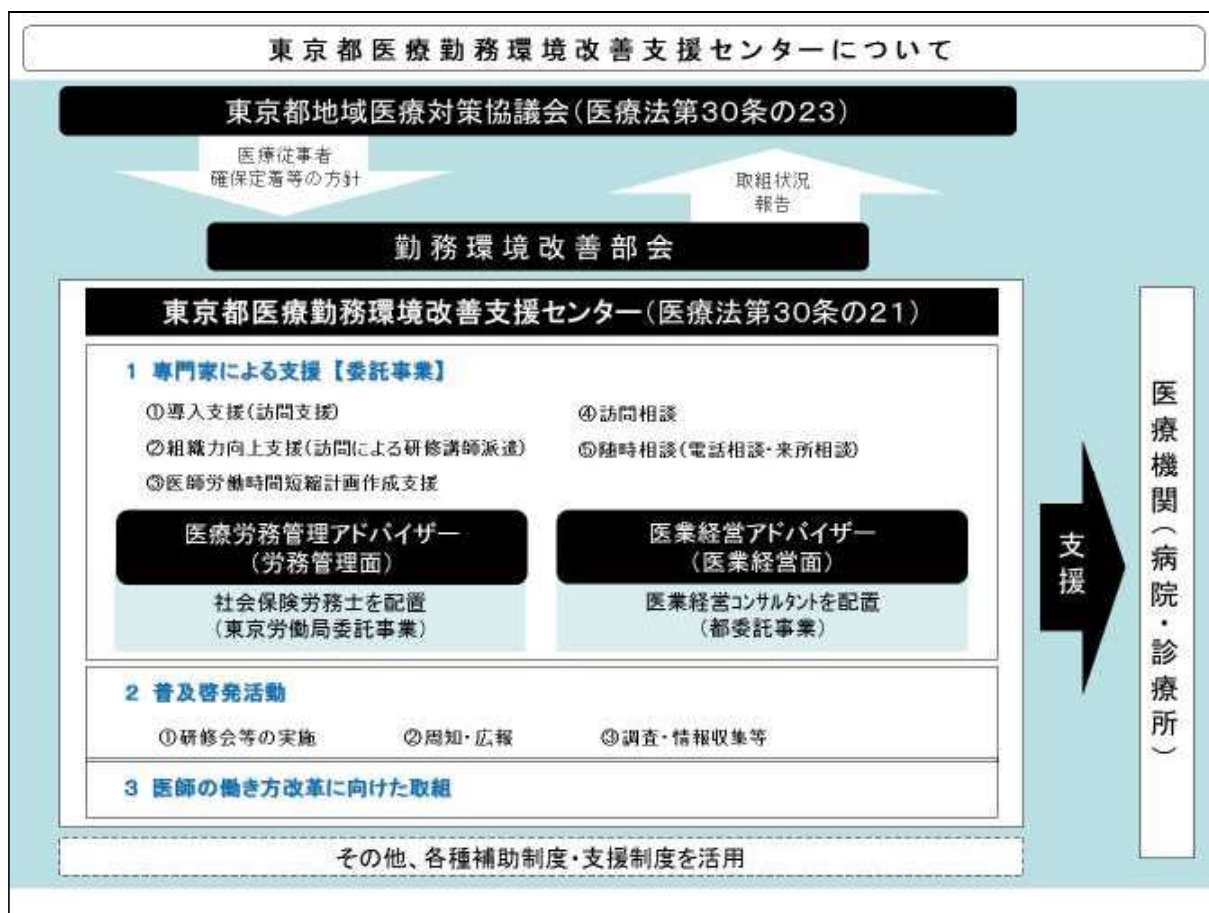 東京都医療勤務環境改善支援センターについて
東京都地域医療対策協議会(医療法第30条の23)
医療従事者
確保定着等の方針
取組状況
報告
勤務環境改善部会
東京都医療勤務環境改善支援センター(医療法第30条の21)
1 専門家による支援【委託事業】
①導入支援(訪問支援)
②組織力向上支援(訪問による研修講師派遣)
③医師労働時間短縮計画作成支援
④訪問相談
⑤随時相談(電話相談・来所相談)
医療労務管理アドバイザー
(労務管理面)
社会保険労務士を配置
(東京労働局委託事業)
医業経営アドバイザー
(医業経営面)
医業経営コンサルタントを配置
(都委託事業)
2 普及啓発活動
①研修会等の実施
②周知・広報
③調査・情報収集等
3 医師の働き方改革に向けた取組
その他、各種補助制度・支援制度を活用
支援
医療機関(病院・診療所)